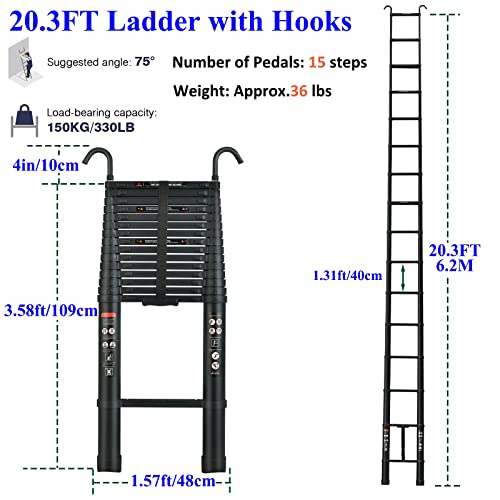 20.3FT Ladder with Hooks
Suggested angle: 75°
Number of Pedals: 15 steps
Weight: Approx.36 lbs
Load-bearing capacity:
150KG/330LB
4in/10cm
3.58ft/109cm
1.57ft/48cm
1.31ft/40cm
20.3FT
6.2M